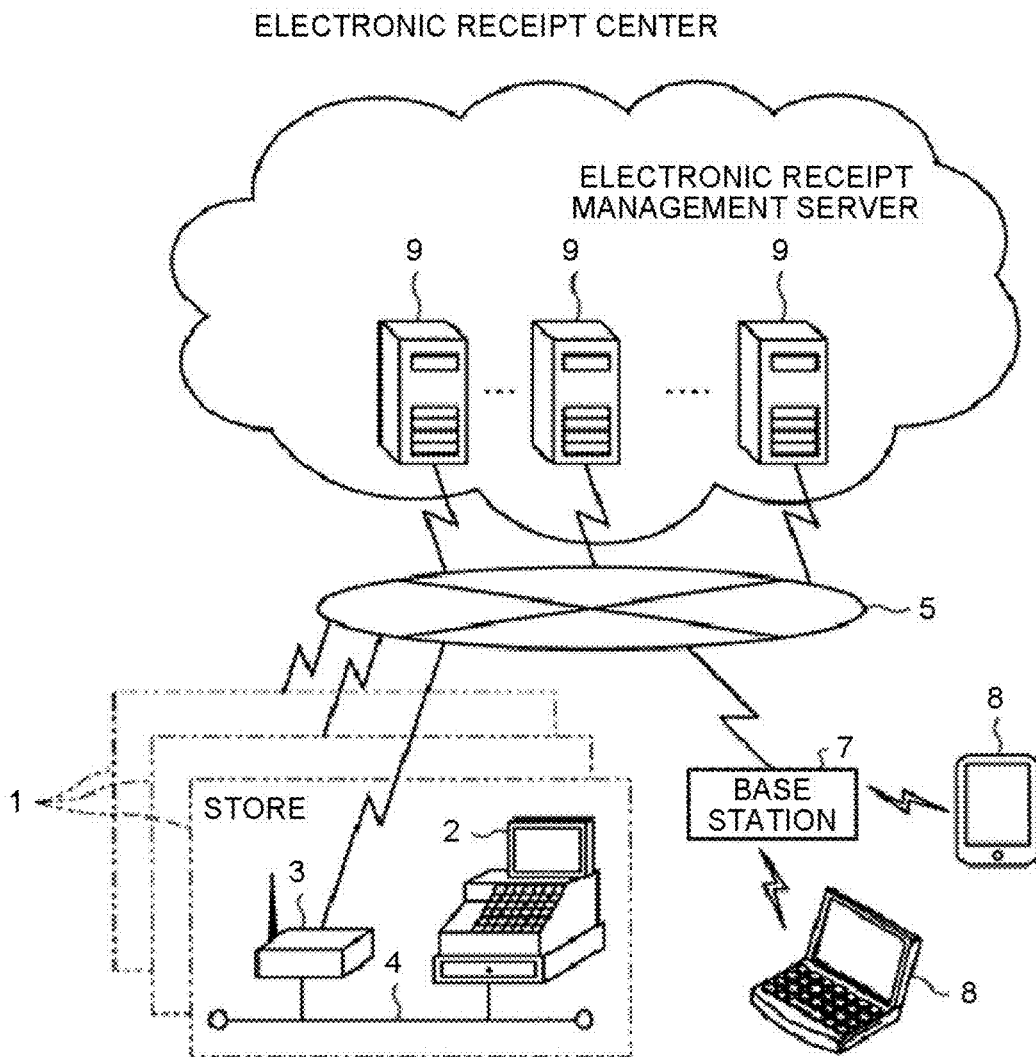 ELECTRONIC RECEIPT CENTER
ELECTRONIC RECEIPT
MANAGEMENT SERVER
9
9
9
5
8
7
BASE
STATION
1
STORE
2
3
4
8